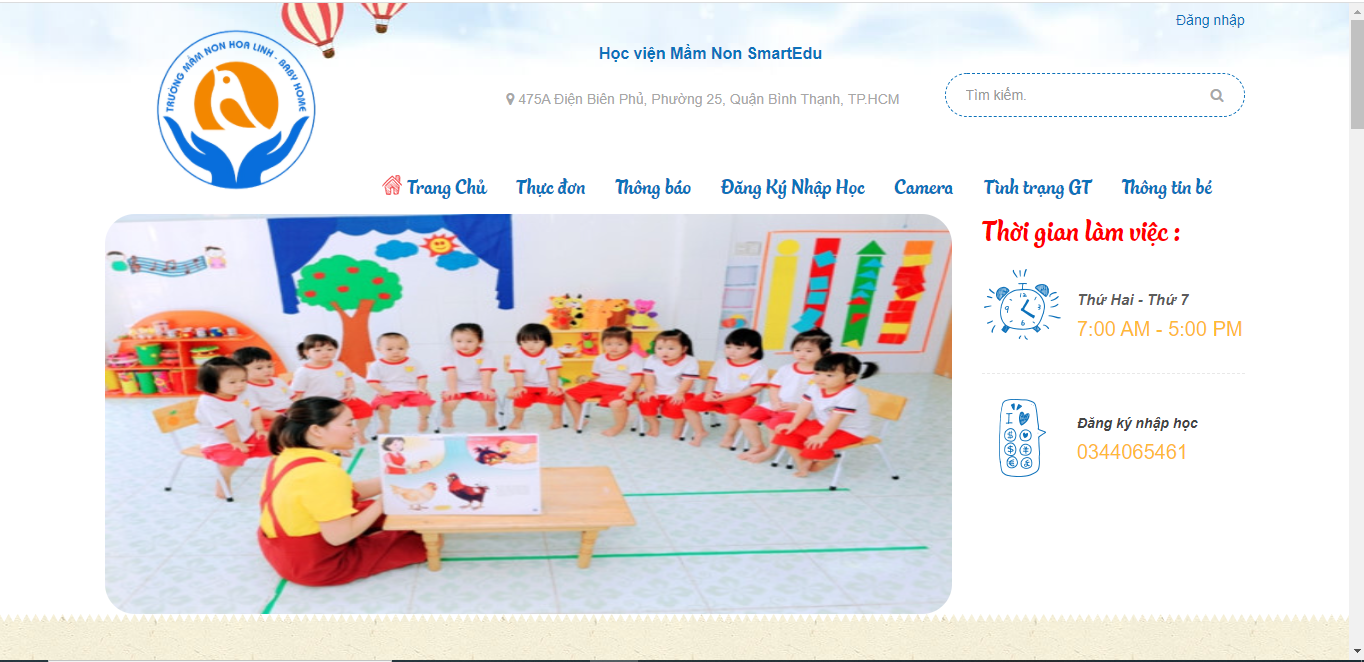 Đăng nhập
TRƯỜNG MẦM NON HOA LINH - BABY HOME
Học viện Mầm Non SmartEdu
475A Điện Biên Phủ, Phường 25, Quận Bình Thạnh, TP.HCM
Tìm kiếm.
Trang Chủ Thực đơn Thông báo Đăng Ký Nhập Học Camera Tình trạng GT Thông tin bé
Thời gian làm việc :
Thứ Hai - Thứ 7
7:00 AM - 5:00 PM
Đăng ký nhập học
0344065461